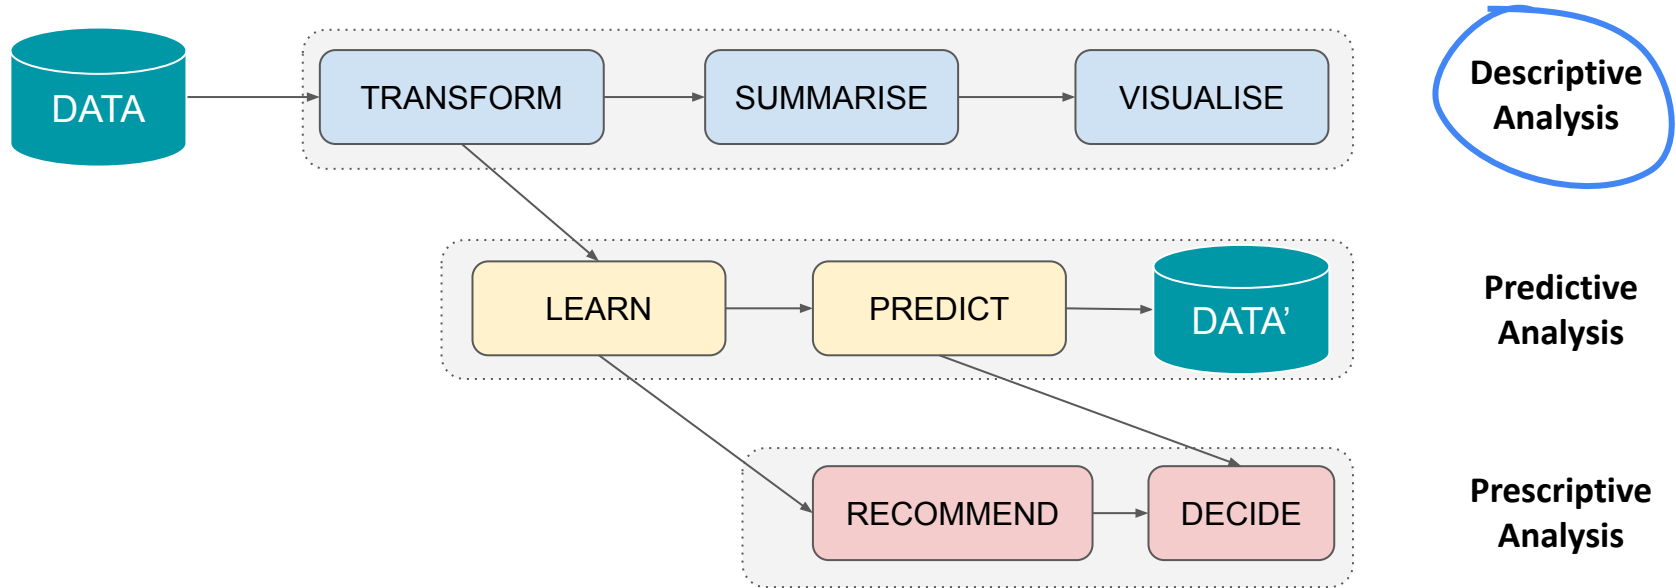 DATA
TRANSFORM
SUMMARISE
VISUALISE
Descriptive
Analysis
LEARN
PREDICT
DATA’
Predictive
Analysis
RECOMMEND
DECIDE
Prescriptive
Analysis